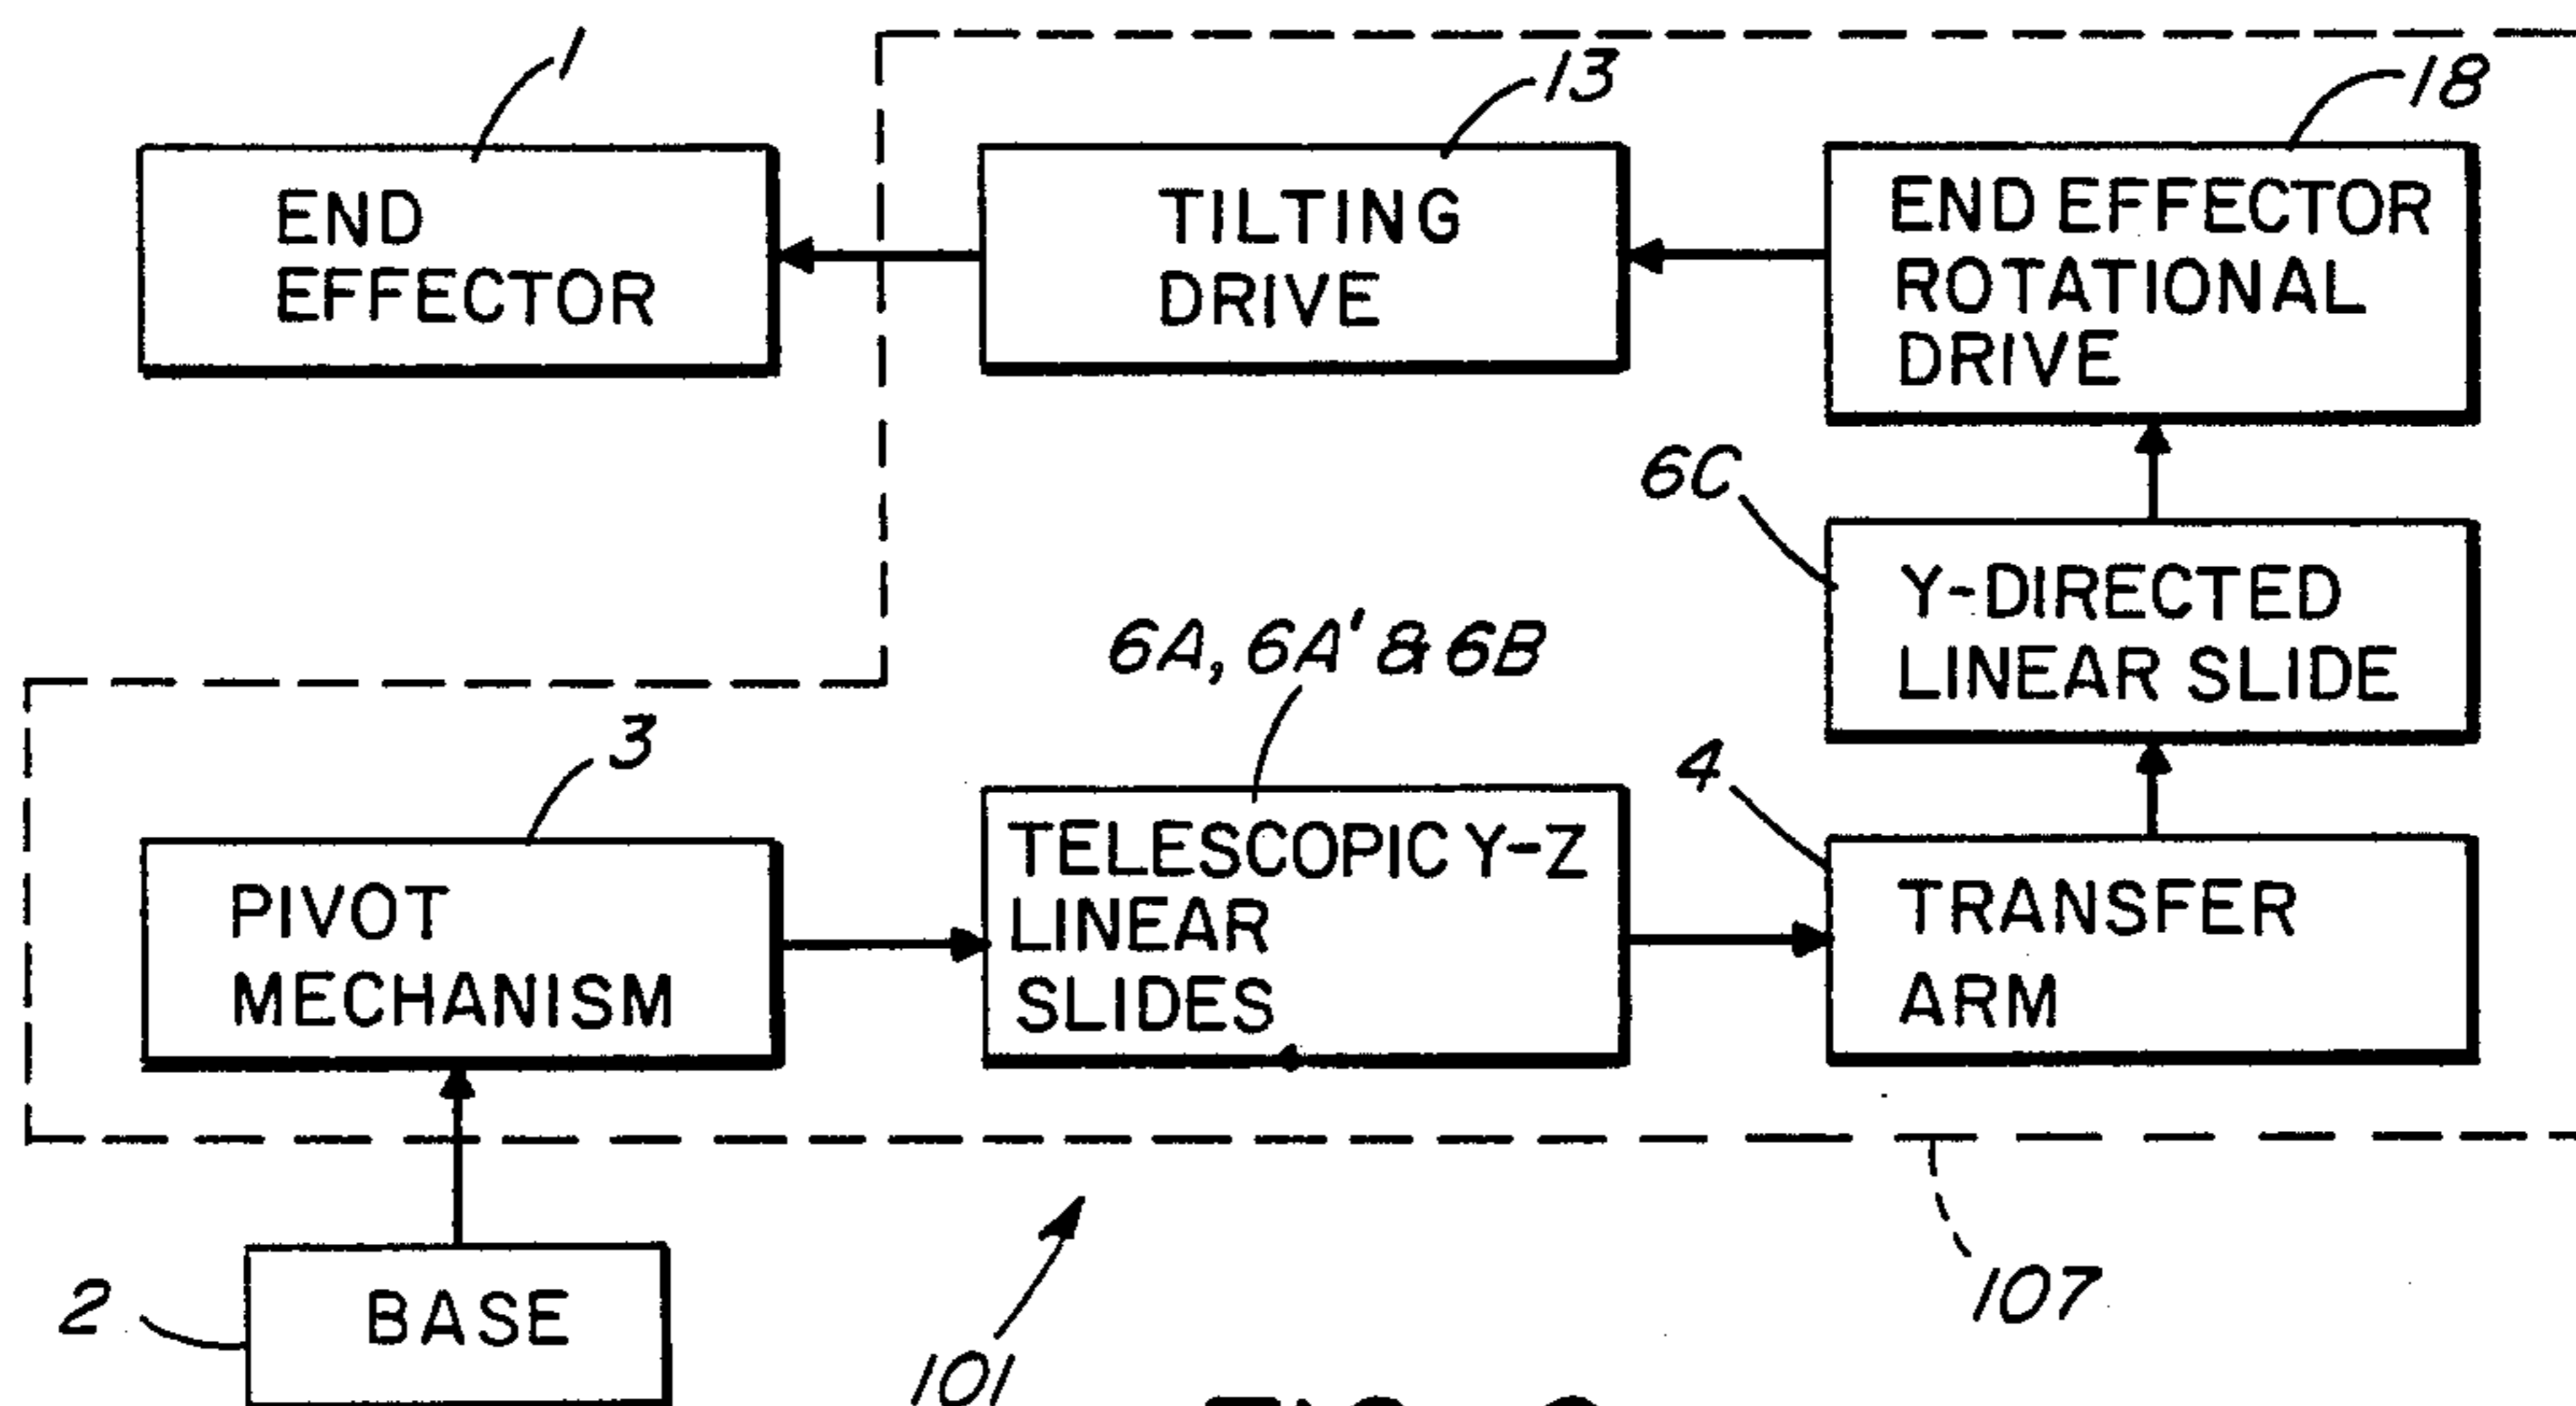 1
END
EFFECTOR
13
TILTING
DRIVE
18
END EFFECTOR
ROTATIONAL
DRIVE
6C
Y-DIRECTED
LINEAR SLIDE
6A, 6A' & 6B
3
PIVOT
MECHANISM
TELESCOPIC Y-Z
LINEAR
SLIDES
4
TRANSFER
ARM
2
BASE
101
107